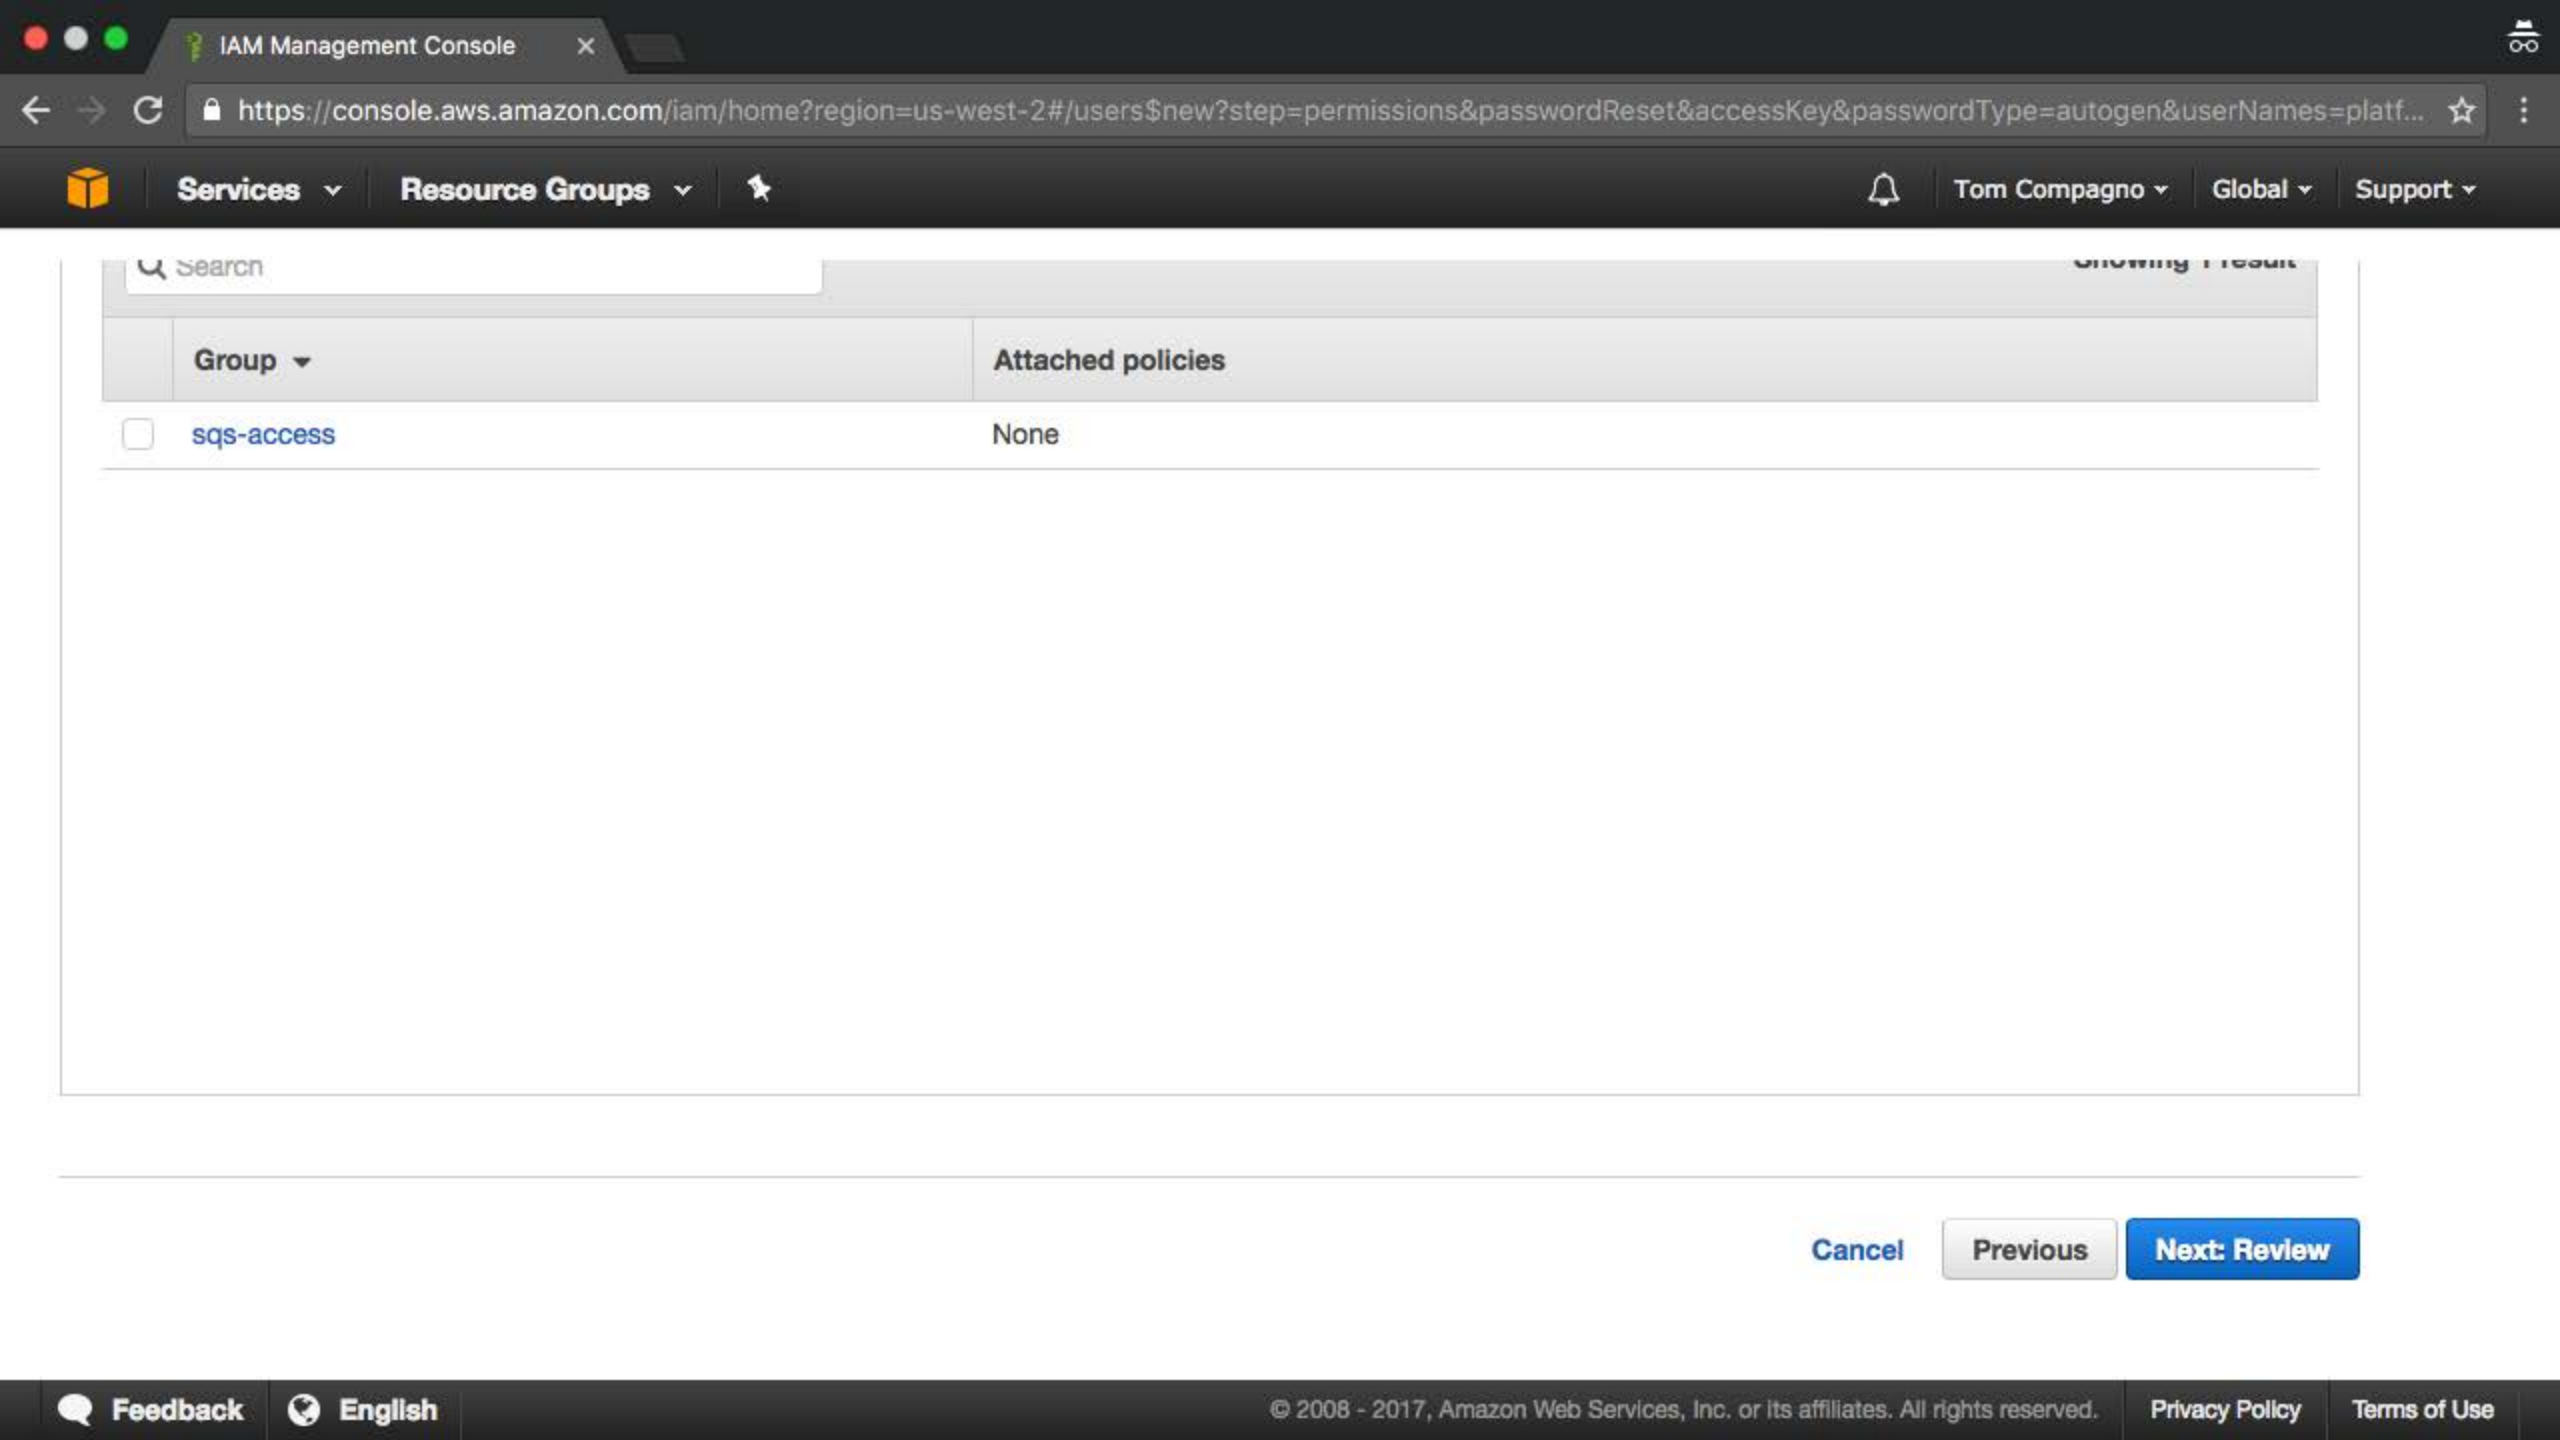 IAM Management Console
https://console.aws.amazon.com/iam/home?region=us-west-2#/users$new?step=permissions&passwordReset&accessKey&passwordType=autogen&userNames=platf...
Services Resource Groups Tom Compagno Global Support
Search Showing 1 result
Group Attached policies
sqs-access None
Cancel Previous Next: Review
Feedback English © 2008 - 2017, Amazon Web Services, Inc. or its affiliates. All rights reserved. Privacy Policy Terms of Use